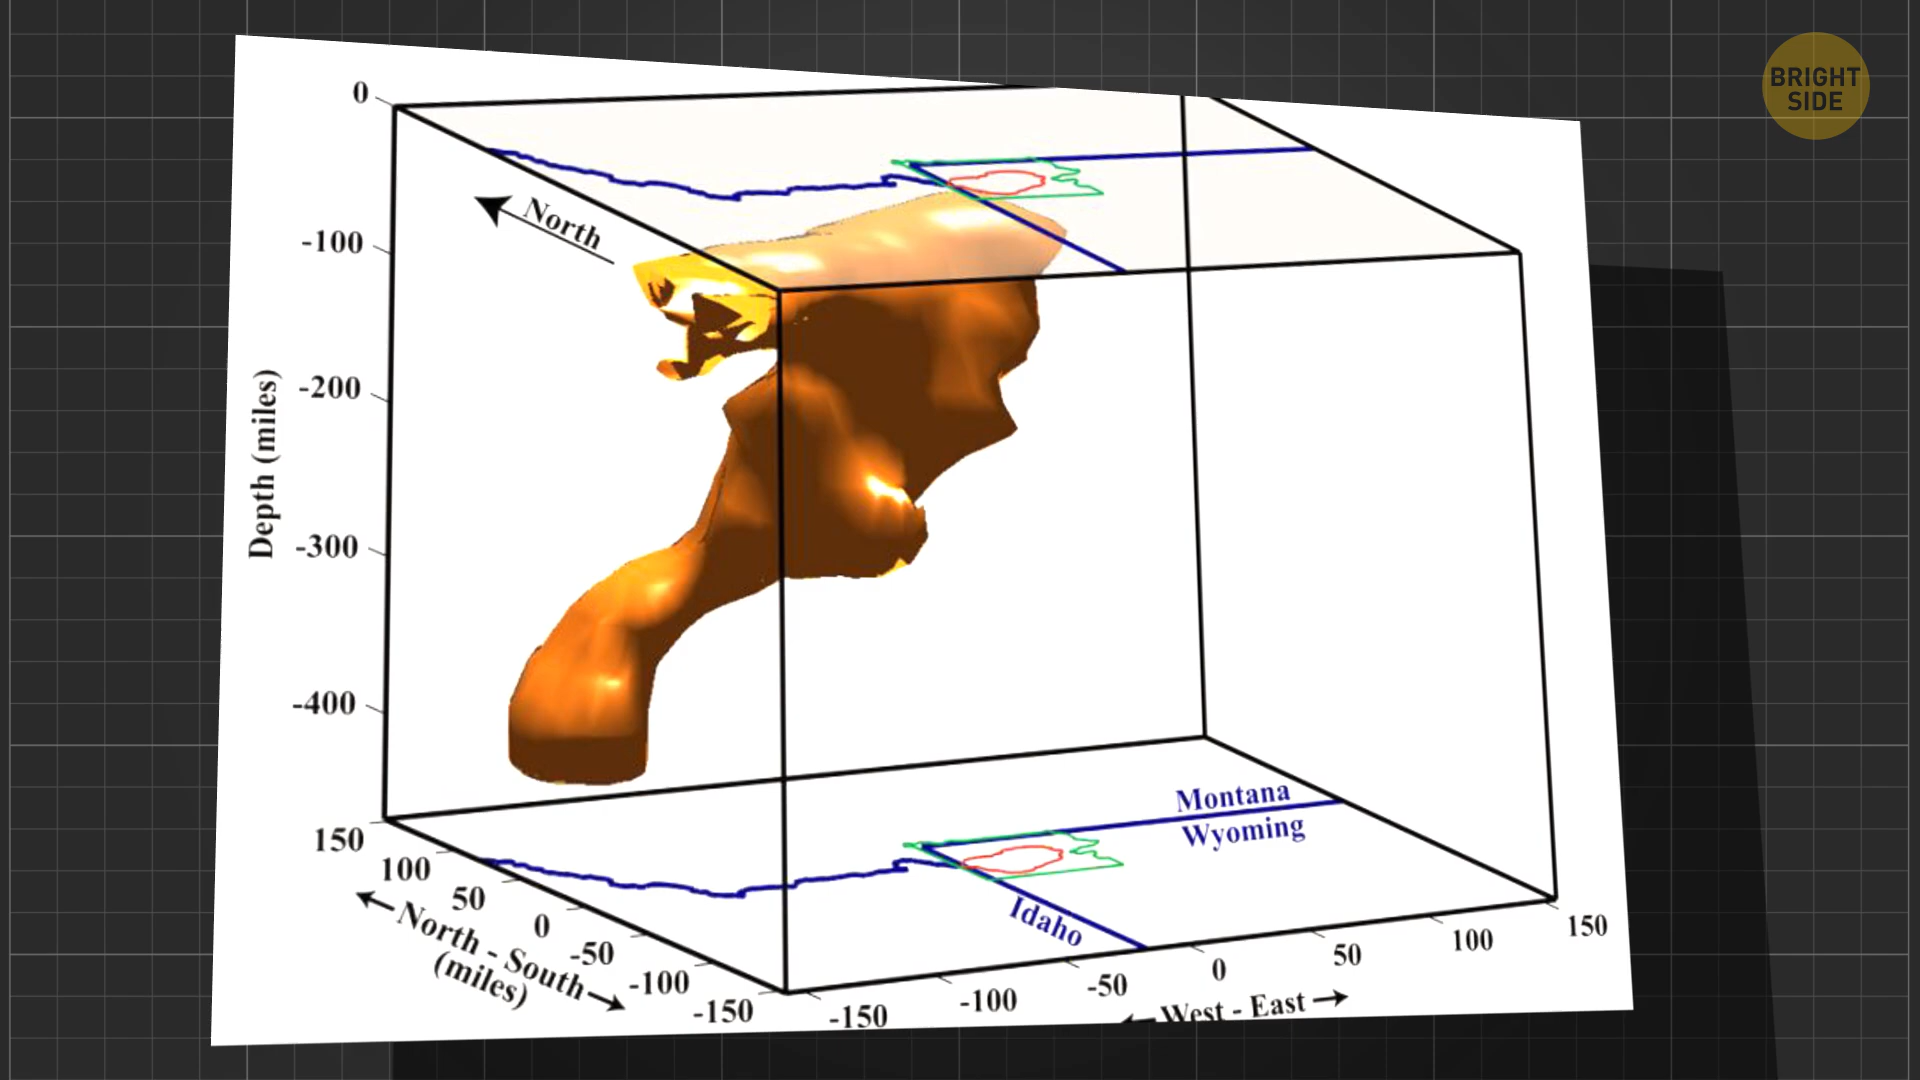 BRIGHT
SIDE
0
North
-100
-200
-300
-400
Depth (miles)
Montana
Wyoming
Idaho
150
100
50
0
-50
-100
-150
North - South
(miles)
-150
-100
-50
0
50
100
150
West - East